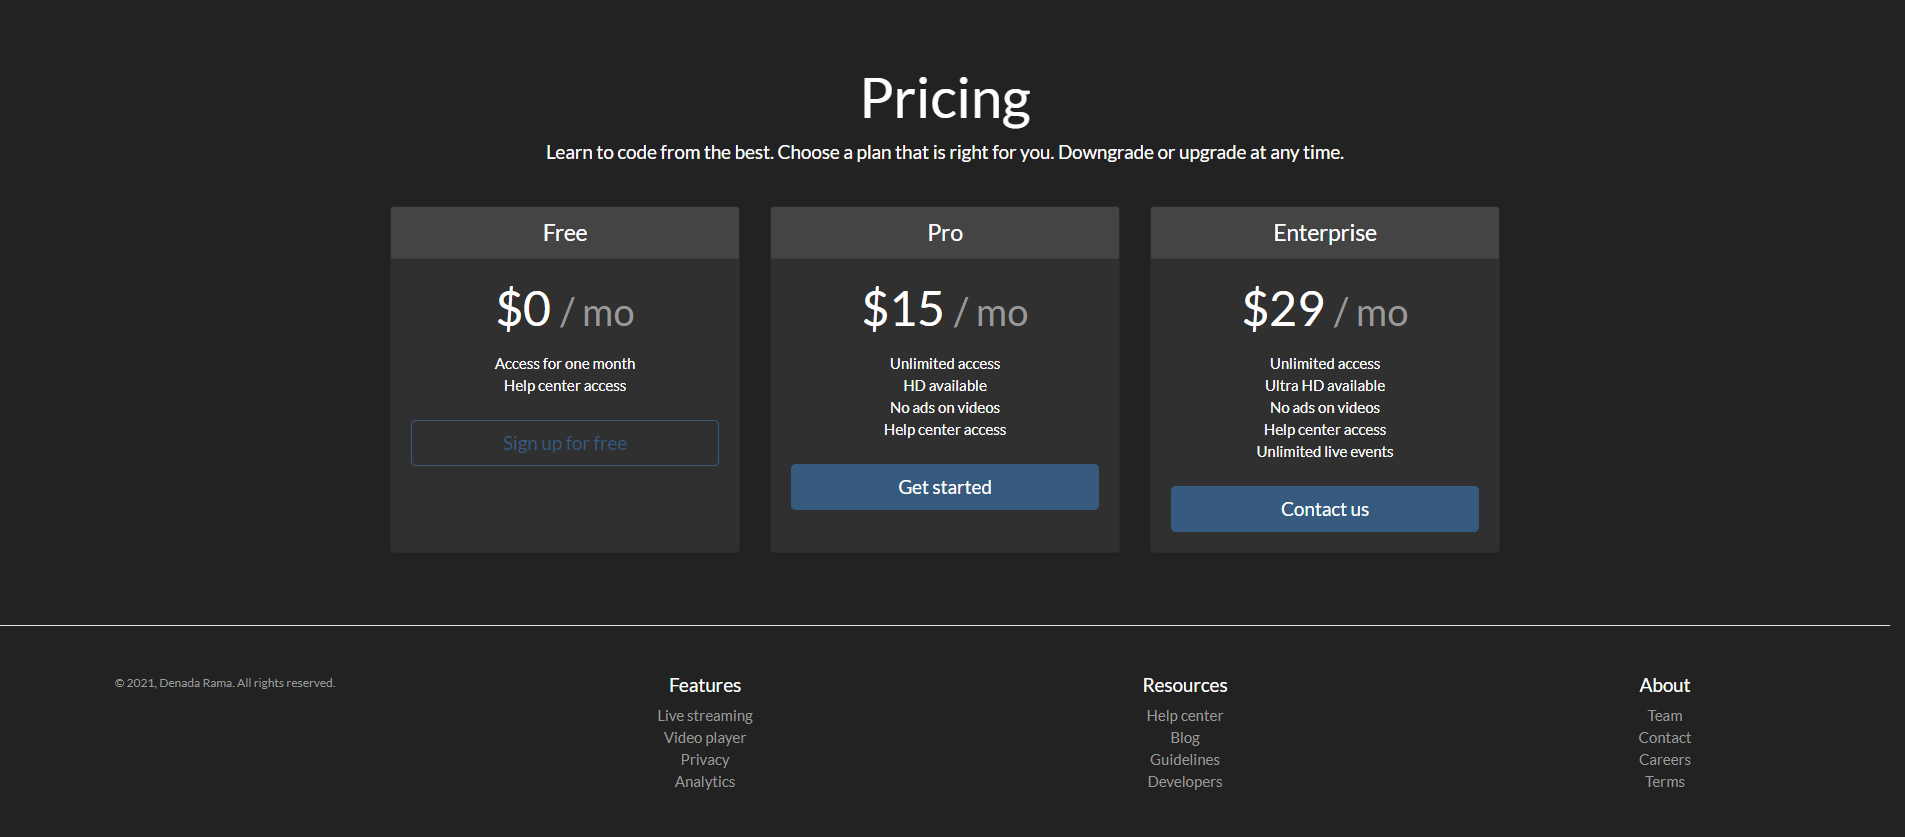 Pricing
Learn to code from the best. Choose a plan that is right for you. Downgrade or upgrade at any time.
Free
$0 / mo
Access for one month
Help center access
Sign up for free
Pro
$15 / mo
Unlimited access
HD available
No ads on videos
Help center access
Get started
Enterprise
$29 / mo
Unlimited access
Ultra HD available
No ads on videos
Help center access
Unlimited live events
Contact us
© 2021, Denada Rama. All rights reserved.
Features
Live streaming
Video player
Privacy
Analytics
Resources
Help center
Blog
Guidelines
Developers
About
Team
Contact
Careers
Terms